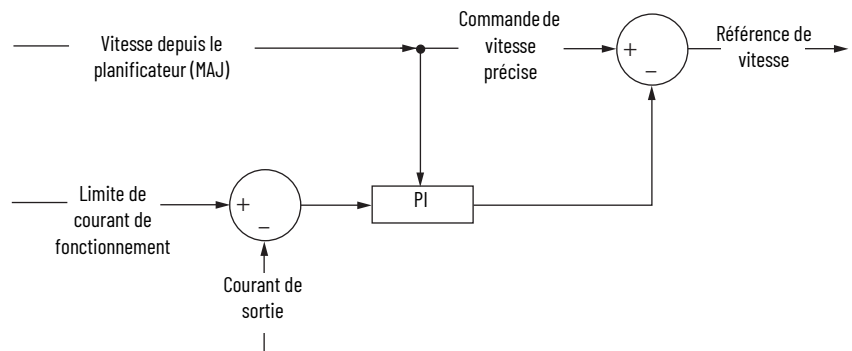 Vitesse depuis le
planificateur (MAJ)
Commande de
vitesse
précise
+
–
Référence de
vitesse
Limite de
courant de
fonctionnement
+
–
PI
Courant de
sortie